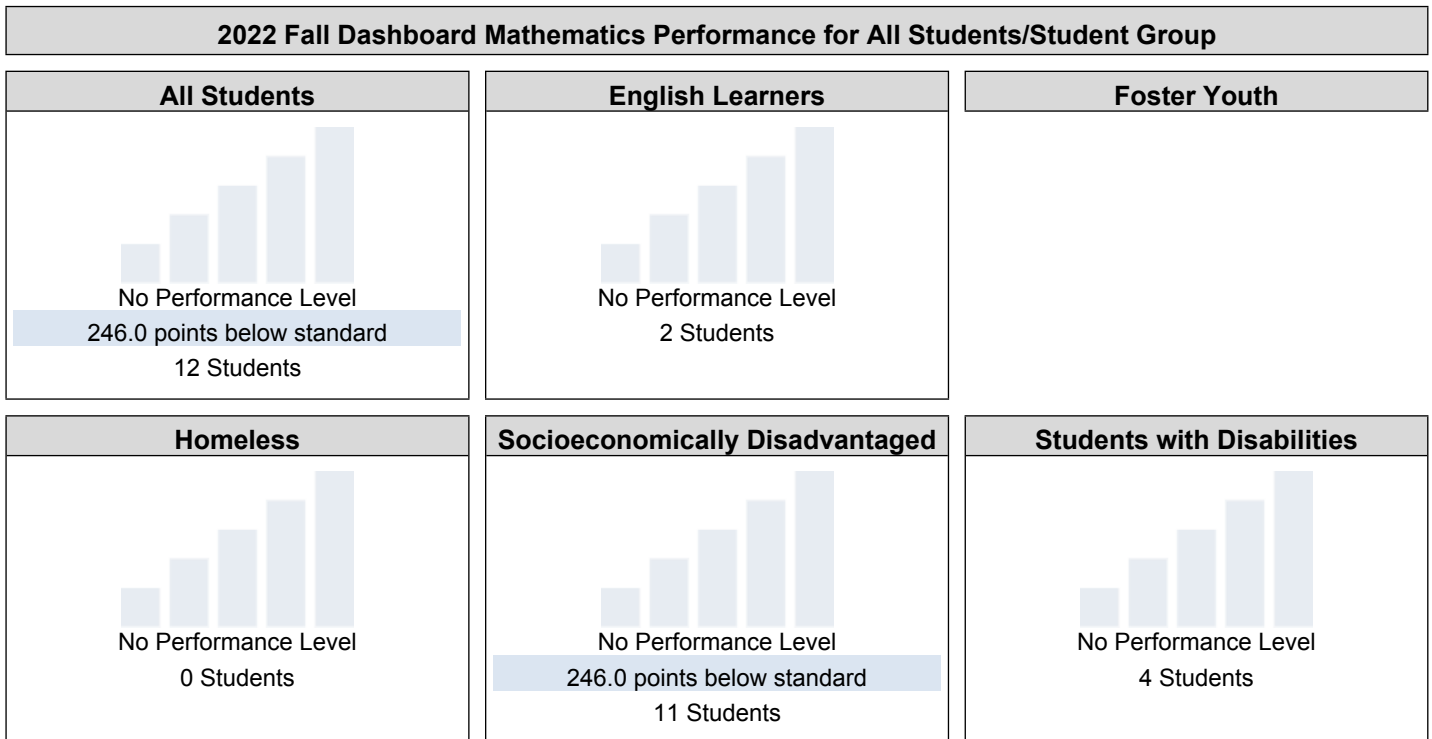 2022 Fall Dashboard Mathematics Performance for All Students/Student Group
All Students
No Performance Level
246.0 points below standard
12 Students
English Learners
No Performance Level
2 Students
Foster Youth
Homeless
No Performance Level
0 Students
Socioeconomically Disadvantaged
No Performance Level
246.0 points below standard
11 Students
Students with Disabilities
No Performance Level
4 Students